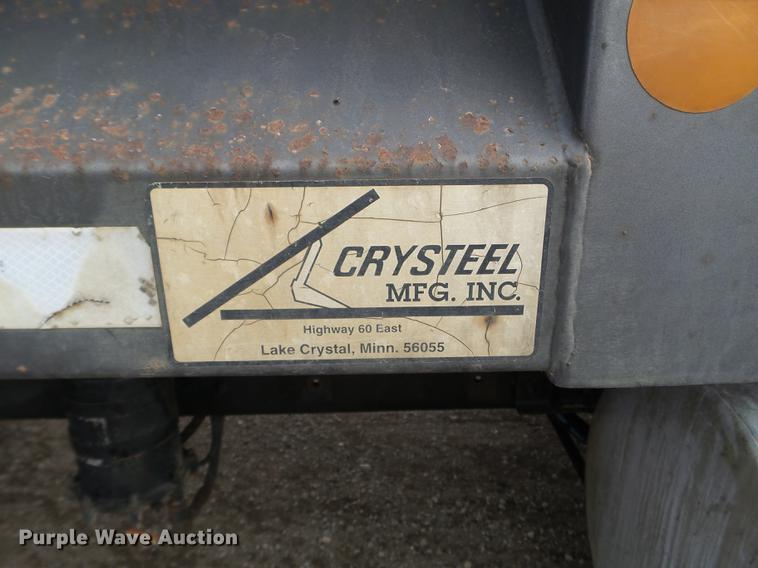 CRYSTEEL
MFG. INC.
Highway 60 East
Lake Crystal, Minn. 56055
Purple Wave Auction